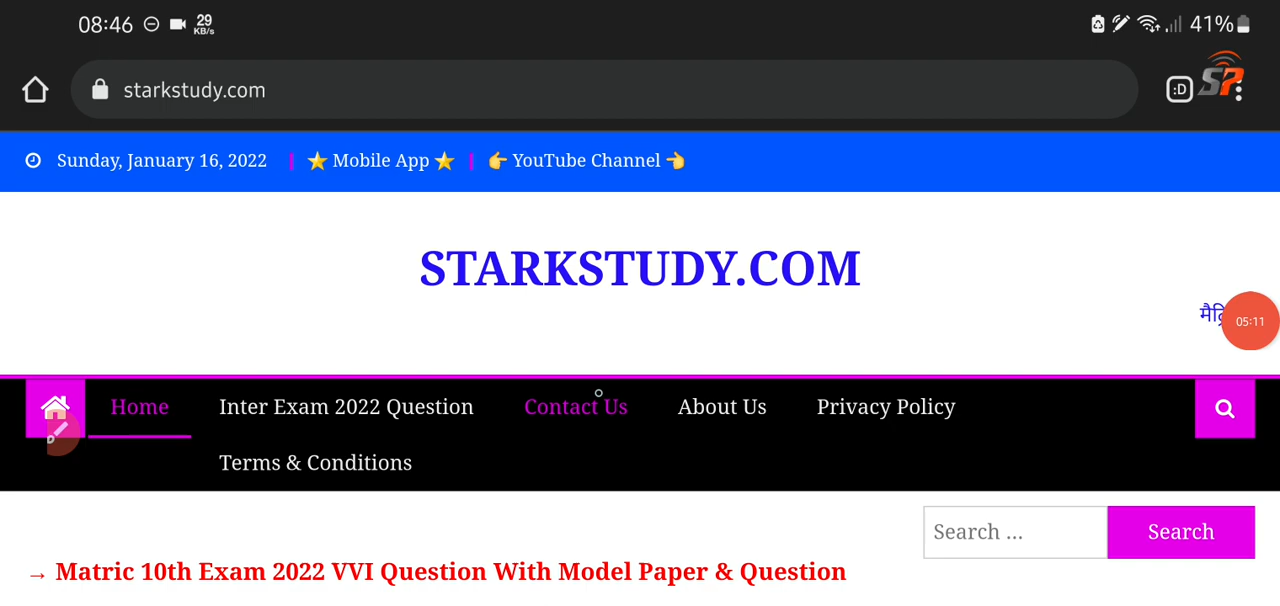 08:46 29 KB/s 41%
starkstudy.com :D SP
Sunday, January 16, 2022 | ⭐ Mobile App ⭐ | 👉 YouTube Channel 👈
STARKSTUDY.COM
05:11
Home Inter Exam 2022 Question Contact Us About Us Privacy Policy
Terms & Conditions
Search ... Search
→ Matric 10th Exam 2022 VVI Question With Model Paper & Question